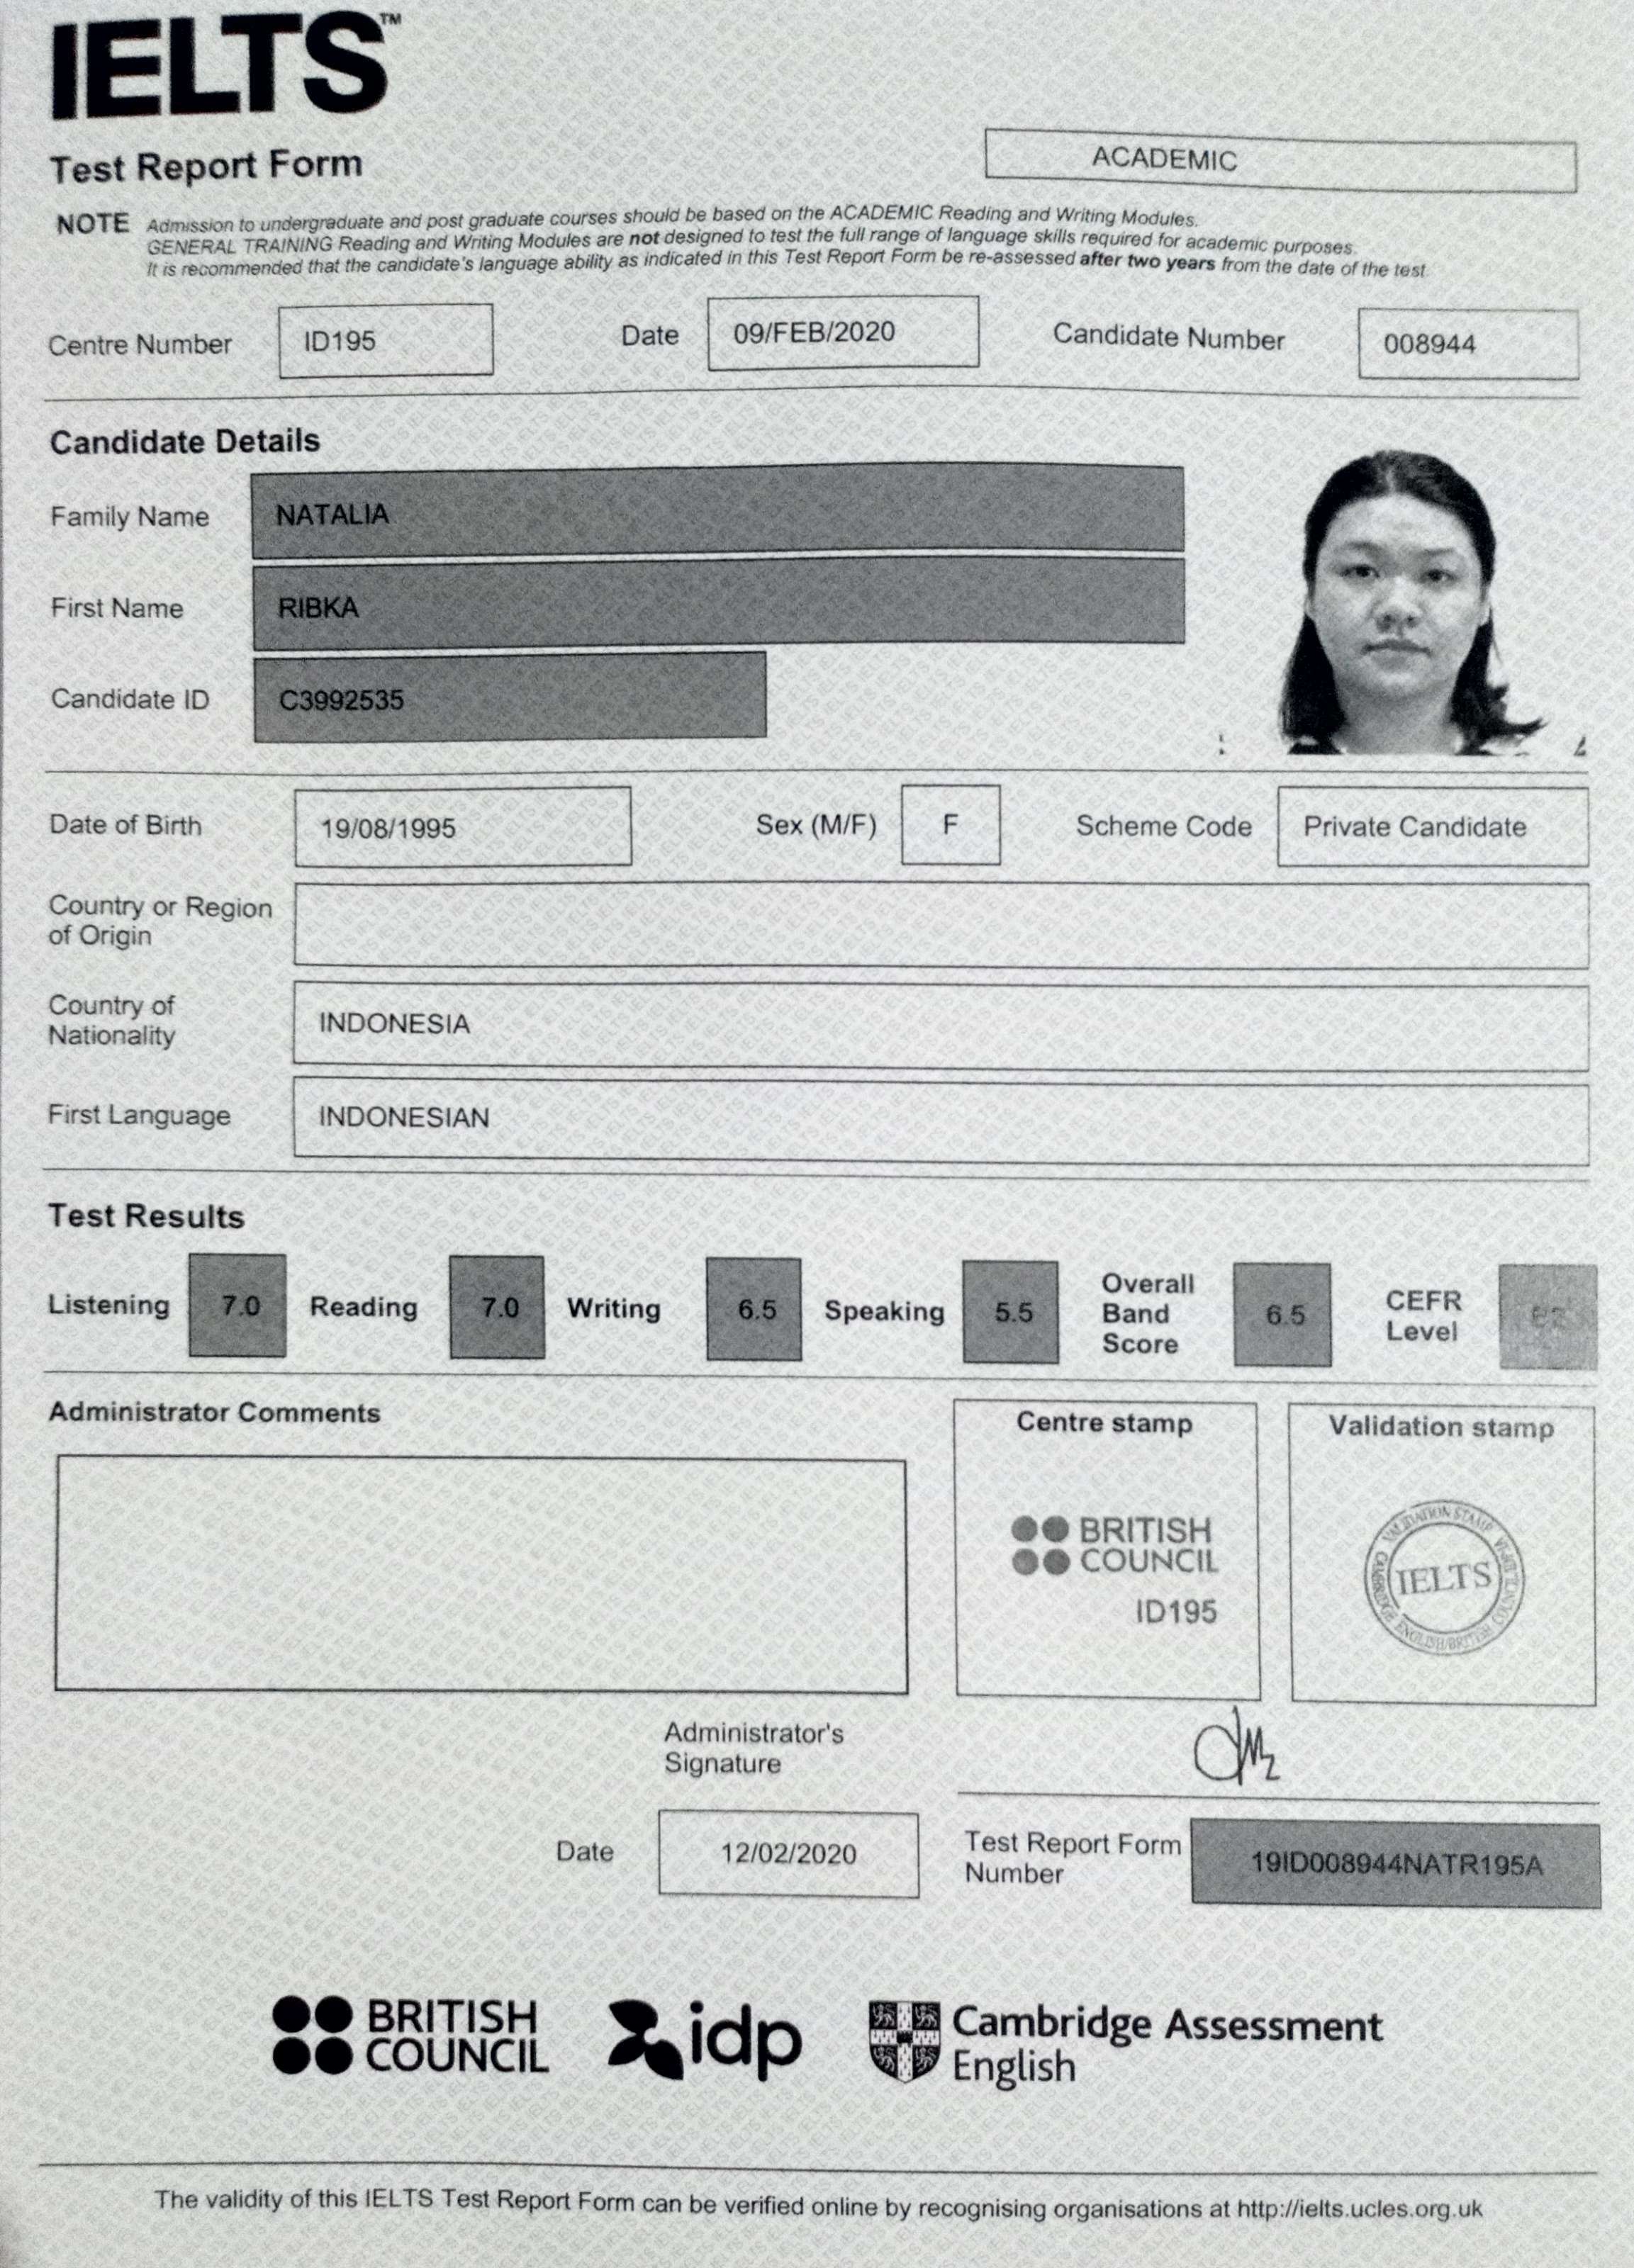 IELTS™
Test Report Form
ACADEMIC
NOTE Admission to undergraduate and post graduate courses should be based on the ACADEMIC Reading and Writing Modules.
GENERAL TRAINING Reading and Writing Modules are not designed to test the full range of language skills required for academic purposes.
It is recommended that the candidate's language ability as indicated in this Test Report Form be re-assessed after two years from the date of the test.
Centre Number ID195 Date 09/FEB/2020 Candidate Number 008944
Candidate Details
Family Name NATALIA
First Name RIBKA
Candidate ID C3992535
Date of Birth 19/08/1995 Sex (M/F) F Scheme Code Private Candidate
Country or Region
of Origin
Country of
Nationality
INDONESIA
First Language INDONESIAN
Test Results
Listening 7.0 Reading 7.0 Writing 6.5 Speaking 5.5 Overall
Band
Score
6.5 CEFR
Level
B2
Administrator Comments
Centre stamp
BRITISH
COUNCIL
ID195
Validation stamp
VALIDATION STAMP
CAMBRIDGE ENGLISH/BRITISH COUNCIL
IELTS
Administrator's
Signature
Date 12/02/2020
Test Report Form
Number
19ID008944NATR195A
BRITISH
COUNCIL
idp
Cambridge Assessment
English
The validity of this IELTS Test Report Form can be verified online by recognising organisations at http://ielts.ucles.org.uk